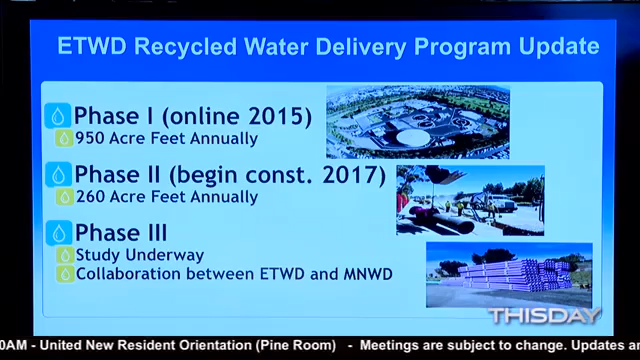 ETWD Recycled Water Delivery Program Update
Phase I (online 2015)
950 Acre Feet Annually
Phase II (begin const. 2017)
260 Acre Feet Annually
Phase III
Study Underway
Collaboration between ETWD and MNWD
THISDAY
0AM - United New Resident Orientation (Pine Room) - Meetings are subject to change. Updates ar